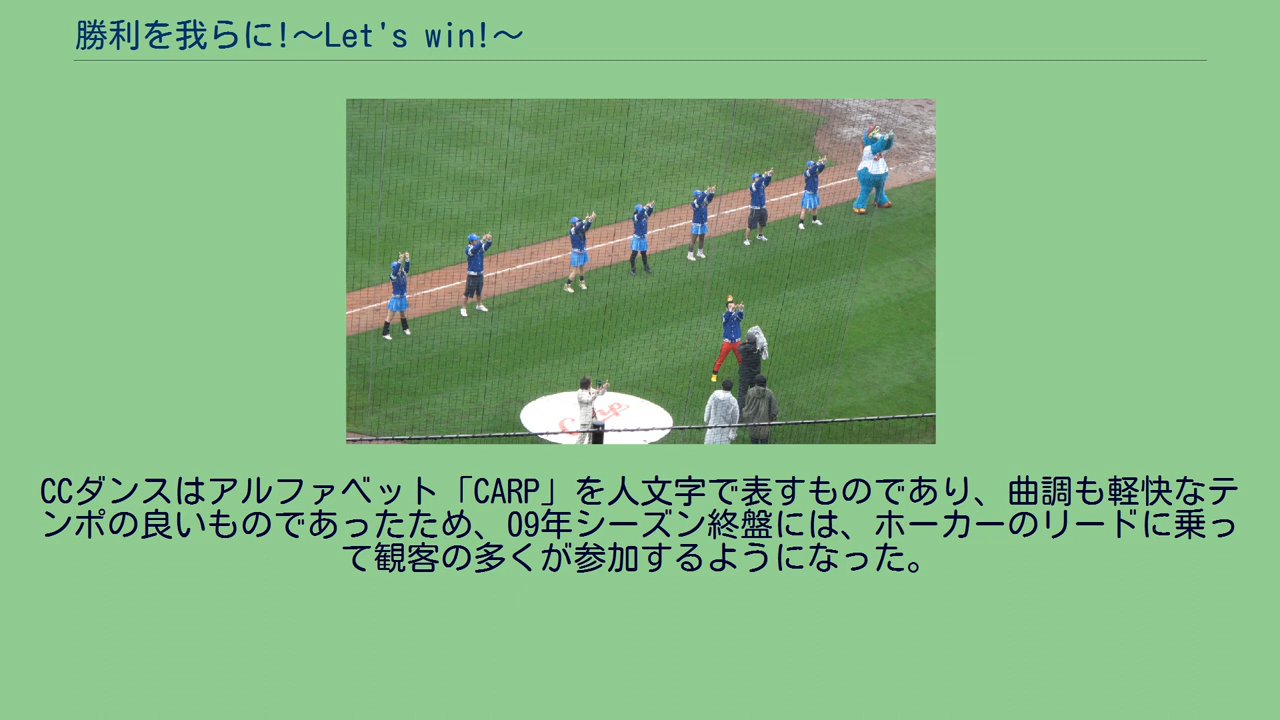 勝利を我らに!～Let's win!～
Carp
CCダンスはアルファベット「CARP」を人文字で表すものであり、曲調も軽快なテ
ンポの良いものであったため、09年シーズン終盤には、ホーカーのリードに乗っ
て観客の多くが参加するようになった。